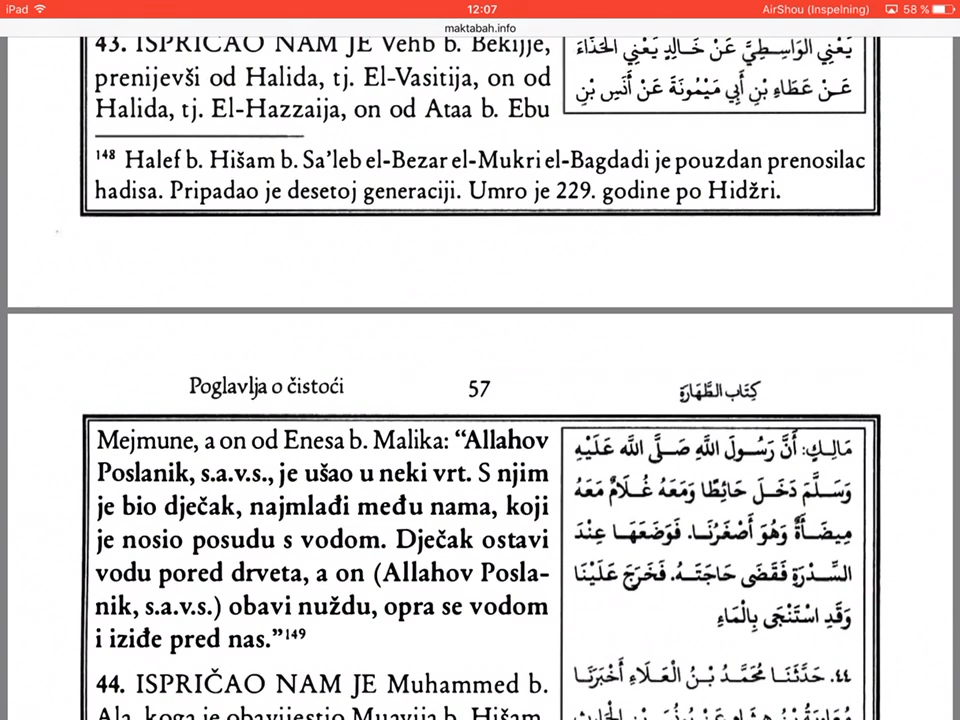 iPad 12:07 AirShou (Inspelning) 58 %
maktabah.info
43. ISPRIČAO NAM JE Vehb b. Bekijje,
prenijevši od Halida, tj. El-Vasitija, on od
Halida, tj. El-Hazzaija, on od Ataa b. Ebu
يَعْنِي الْوَاسِطِيَّ عَنْ خَالِدٍ يَعْنِي الْحَذَّاءَ
عَنْ عَطَاءِ بْنِ أَبِي مَيْمُونَةَ عَنْ أَنَسِ بْنِ
148 Halef b. Hišam b. Sa’leb el-Bezar el-Mukri el-Bagdadi je pouzdan prenosilac
hadisa. Pripadao je desetoj generaciji. Umro je 229. godine po Hidžri.
Poglavlja o čistoći 57 كِتَاب الطَّهَارَةِ
Mejmune, a on od Enesa b. Malika: “Allahov
Poslanik, s.a.v.s., je ušao u neki vrt. S njim
je bio dječak, najmlađi među nama, koji
je nosio posudu s vodom. Dječak ostavi
vodu pored drveta, a on (Allahov Posla-
nik, s.a.v.s.) obavi nuždu, opra se vodom
i iziđe pred nas.”149
44. ISPRIČAO NAM JE Muhammed b.
Ala, koga je obavijestio Muavija b. Hišam,
مَالِكٍ: أَنَّ رَسُولَ اللَّهِ صَلَّى اللَّه عَلَيْهِ
وَسَلَّمَ دَخَلَ حَائِطًا وَمَعَهُ غُلَامٌ مَعَهُ
مِيضَأَةٌ وَهُوَ أَصْغَرُنَا. فَوَضَعَهَا عِنْدَ
السِّدْرَةِ فَقَضَى حَاجَتَهُ. فَخَرَجَ عَلَيْنَا
وَقَدِ اسْتَنْجَى بِالْمَاءِ
٤٤. حَدَّثَنَا مُحَمَّدُ بْنُ الْعَلَاءِ أَخْبَرَنَا